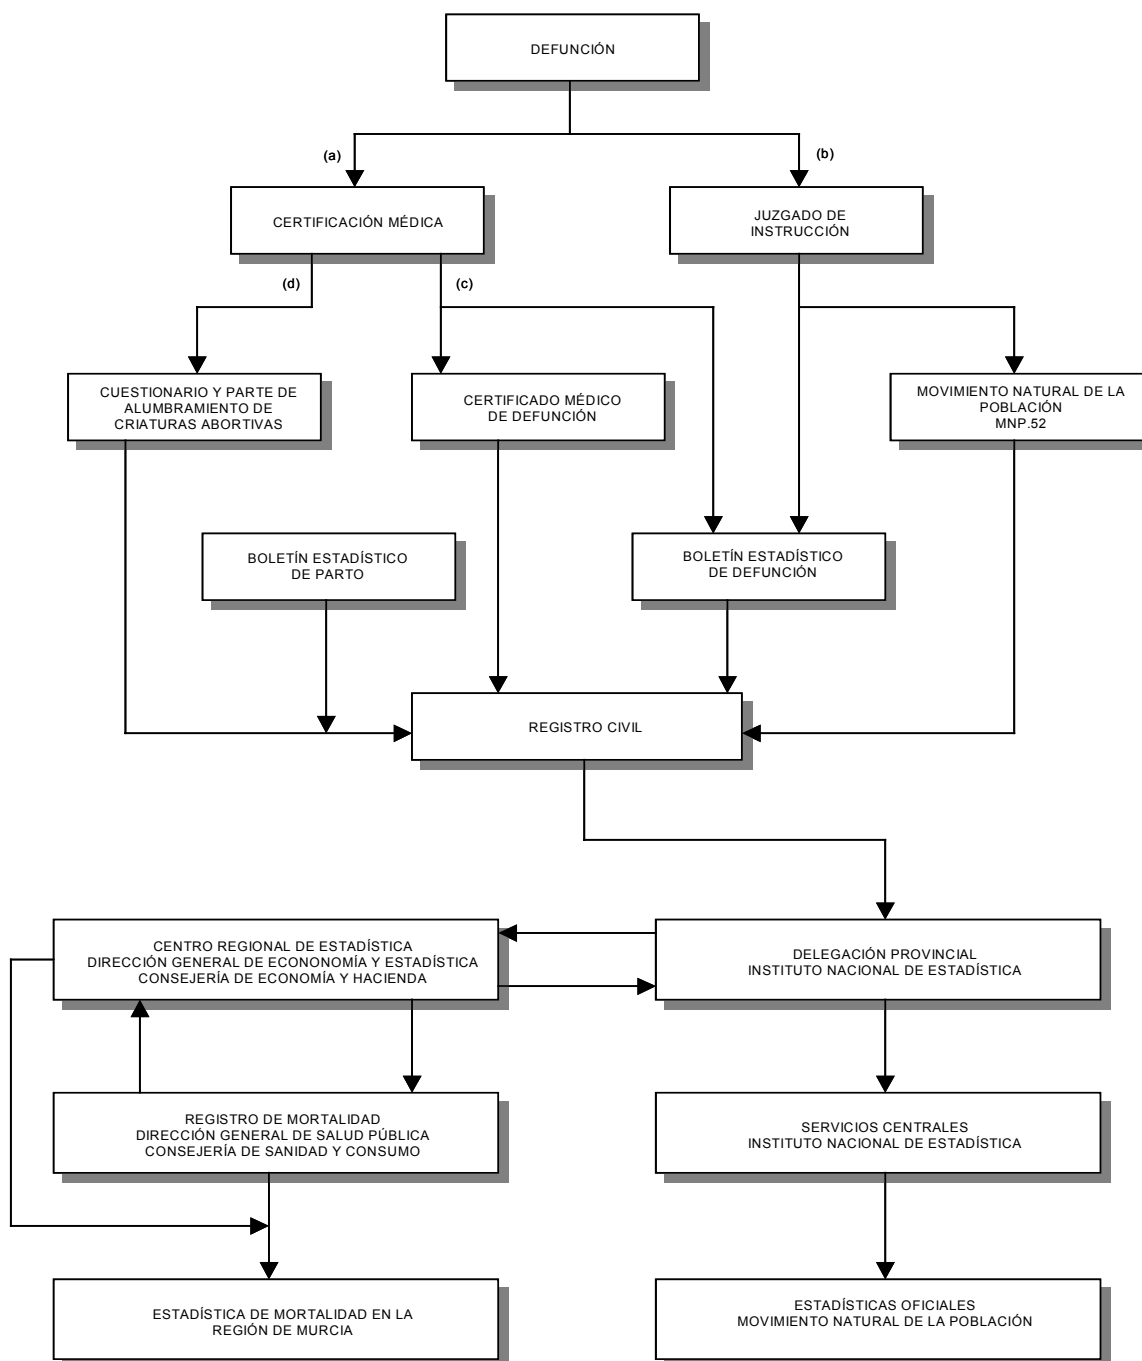 DEFUNCIÓN
(a)
(b)
CERTIFICACIÓN MÉDICA
JUZGADO DE
INSTRUCCIÓN
(d)
(c)
CUESTIONARIO Y PARTE DE
ALUMBRAMIENTO DE
CRIATURAS ABORTIVAS
CERTIFICADO MÉDICO
DE DEFUNCIÓN
MOVIMIENTO NATURAL DE LA
POBLACIÓN
MNP.52
BOLETÍN ESTADÍSTICO
DE PARTO
BOLETÍN ESTADÍSTICO
DE DEFUNCIÓN
REGISTRO CIVIL
CENTRO REGIONAL DE ESTADÍSTICA
DIRECCIÓN GENERAL DE ECONONOMÍA Y ESTADÍSTICA
CONSEJERÍA DE ECONOMÍA Y HACIENDA
DELEGACIÓN PROVINCIAL
INSTITUTO NACIONAL DE ESTADÍSTICA
REGISTRO DE MORTALIDAD
DIRECCIÓN GENERAL DE SALUD PÚBLICA
CONSEJERÍA DE SANIDAD Y CONSUMO
SERVICIOS CENTRALES
INSTITUTO NACIONAL DE ESTADÍSTICA
ESTADÍSTICA DE MORTALIDAD EN LA
REGIÓN DE MURCIA
ESTADÍSTICAS OFICIALES
MOVIMIENTO NATURAL DE LA POBLACIÓN